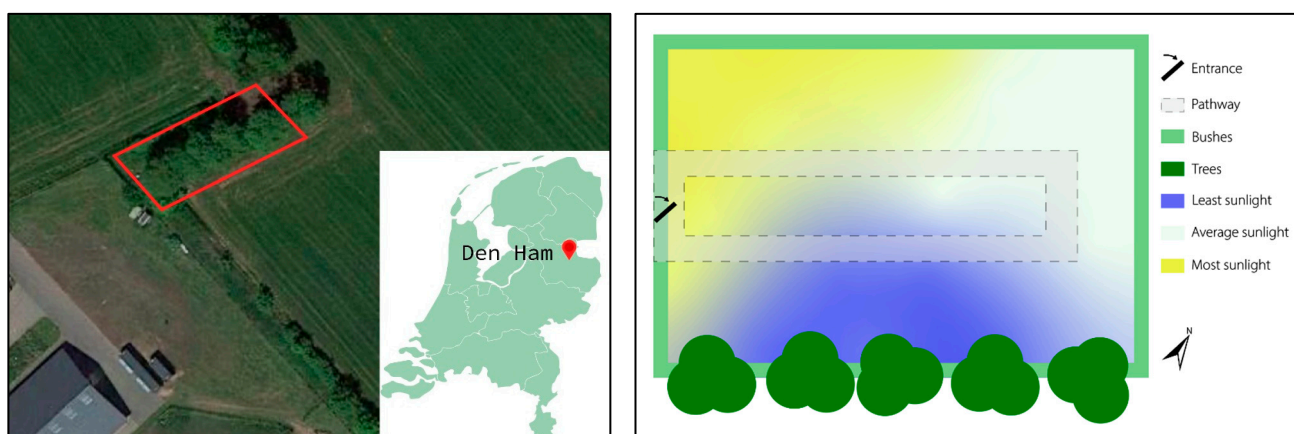 Den Ham
Entrance
Pathway
Bushes
Trees
Least sunlight
Average sunlight
Most sunlight
N